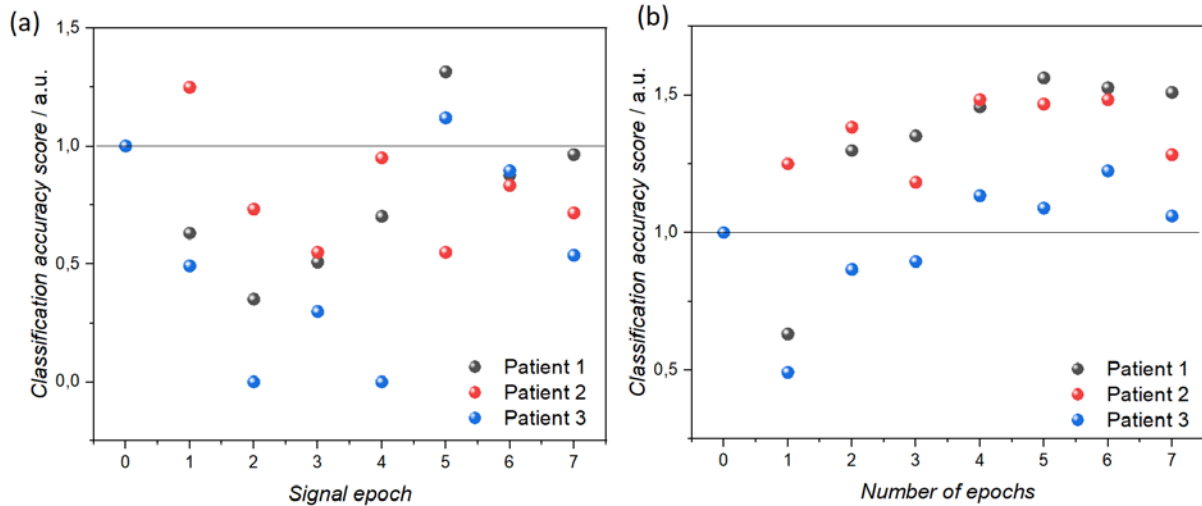 (a)
Classification accuracy score / a.u.
1,5
1,0
0,5
0,0
0 1 2 3 4 5 6 7
Signal epoch
Patient 1
Patient 2
Patient 3
(b)
Classification accuracy score / a.u.
1,5
1,0
0,5
0 1 2 3 4 5 6 7
Number of epochs
Patient 1
Patient 2
Patient 3